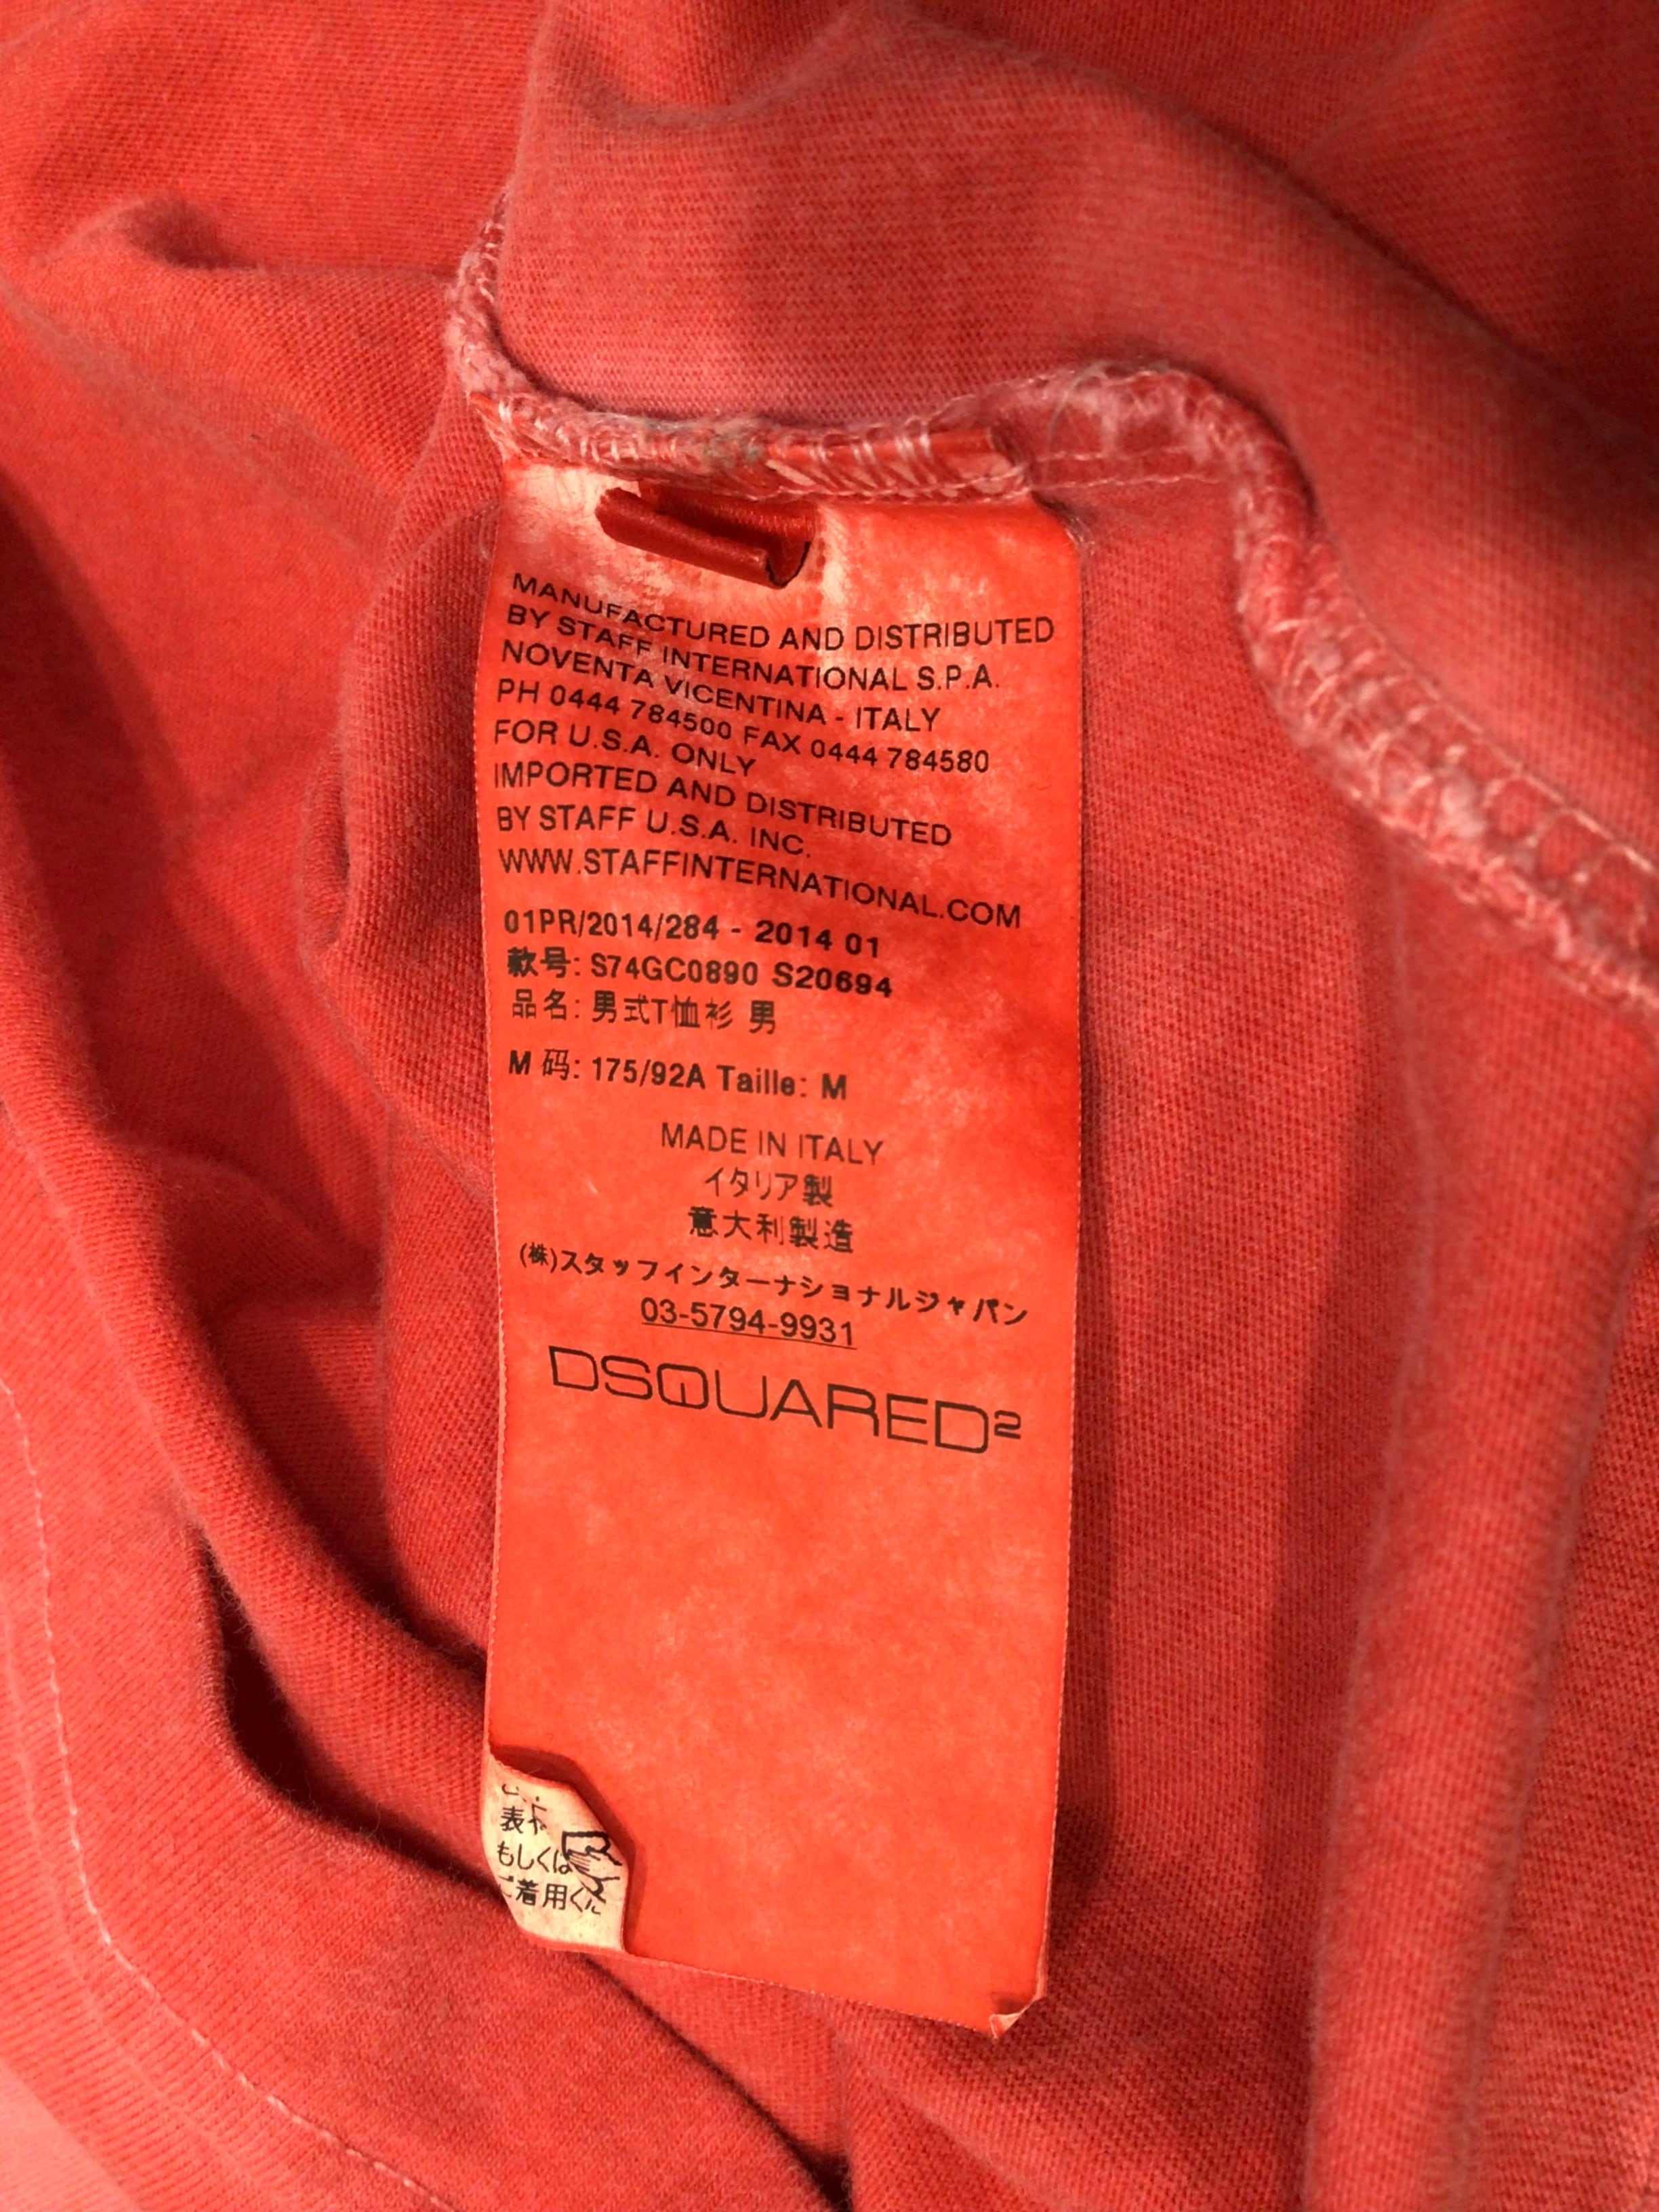 MANUFACTURED AND DISTRIBUTED
BY STAFF INTERNATIONAL S.P.A.
NOVENTA VICENTINA - ITALY
PH 0444 784500 FAX 0444 784580
FOR U.S.A. ONLY
IMPORTED AND DISTRIBUTED
BY STAFF U.S.A. INC.
WWW.STAFFINTERNATIONAL.COM
01PR/2014/284 - 2014 01
款号: S74GC0890 S20694
品名: 男式T恤衫 男
M 码: 175/92A Taille: M
MADE IN ITALY
イタリア製
意大利製造
(株)スタッフインターナショナルジャパン
03-5794-9931
DSQUARED2
表や
もしくは
着用く